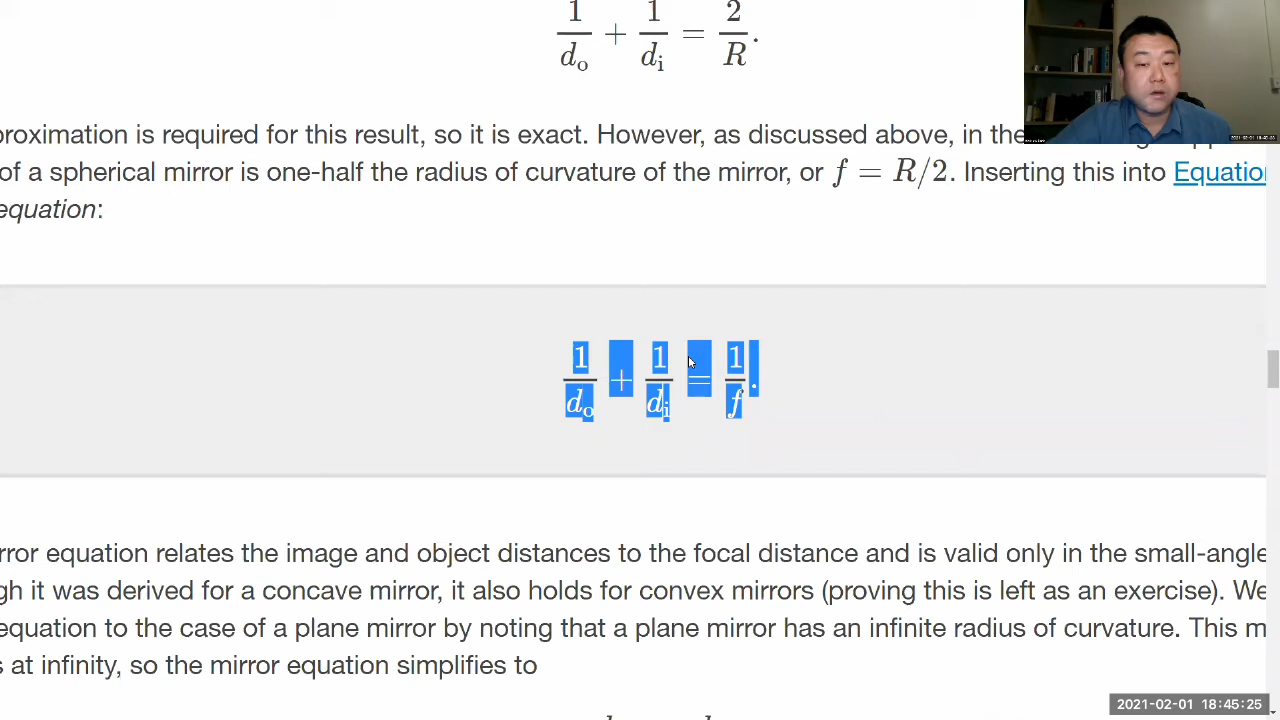 1/dₒ + 1/dᵢ = 2/R.
proximation is required for this result, so it is exact. However, as discussed above, in the
of a spherical mirror is one-half the radius of curvature of the mirror, or f = R/2. Inserting this into Equatio
equation:
1/dₒ + 1/dᵢ = 1/f.
rror equation relates the image and object distances to the focal distance and is valid only in the small-angle
gh it was derived for a concave mirror, it also holds for convex mirrors (proving this is left as an exercise). We
equation to the case of a plane mirror by noting that a plane mirror has an infinite radius of curvature. This m
s at infinity, so the mirror equation simplifies to
2021-02-01 18:45:25